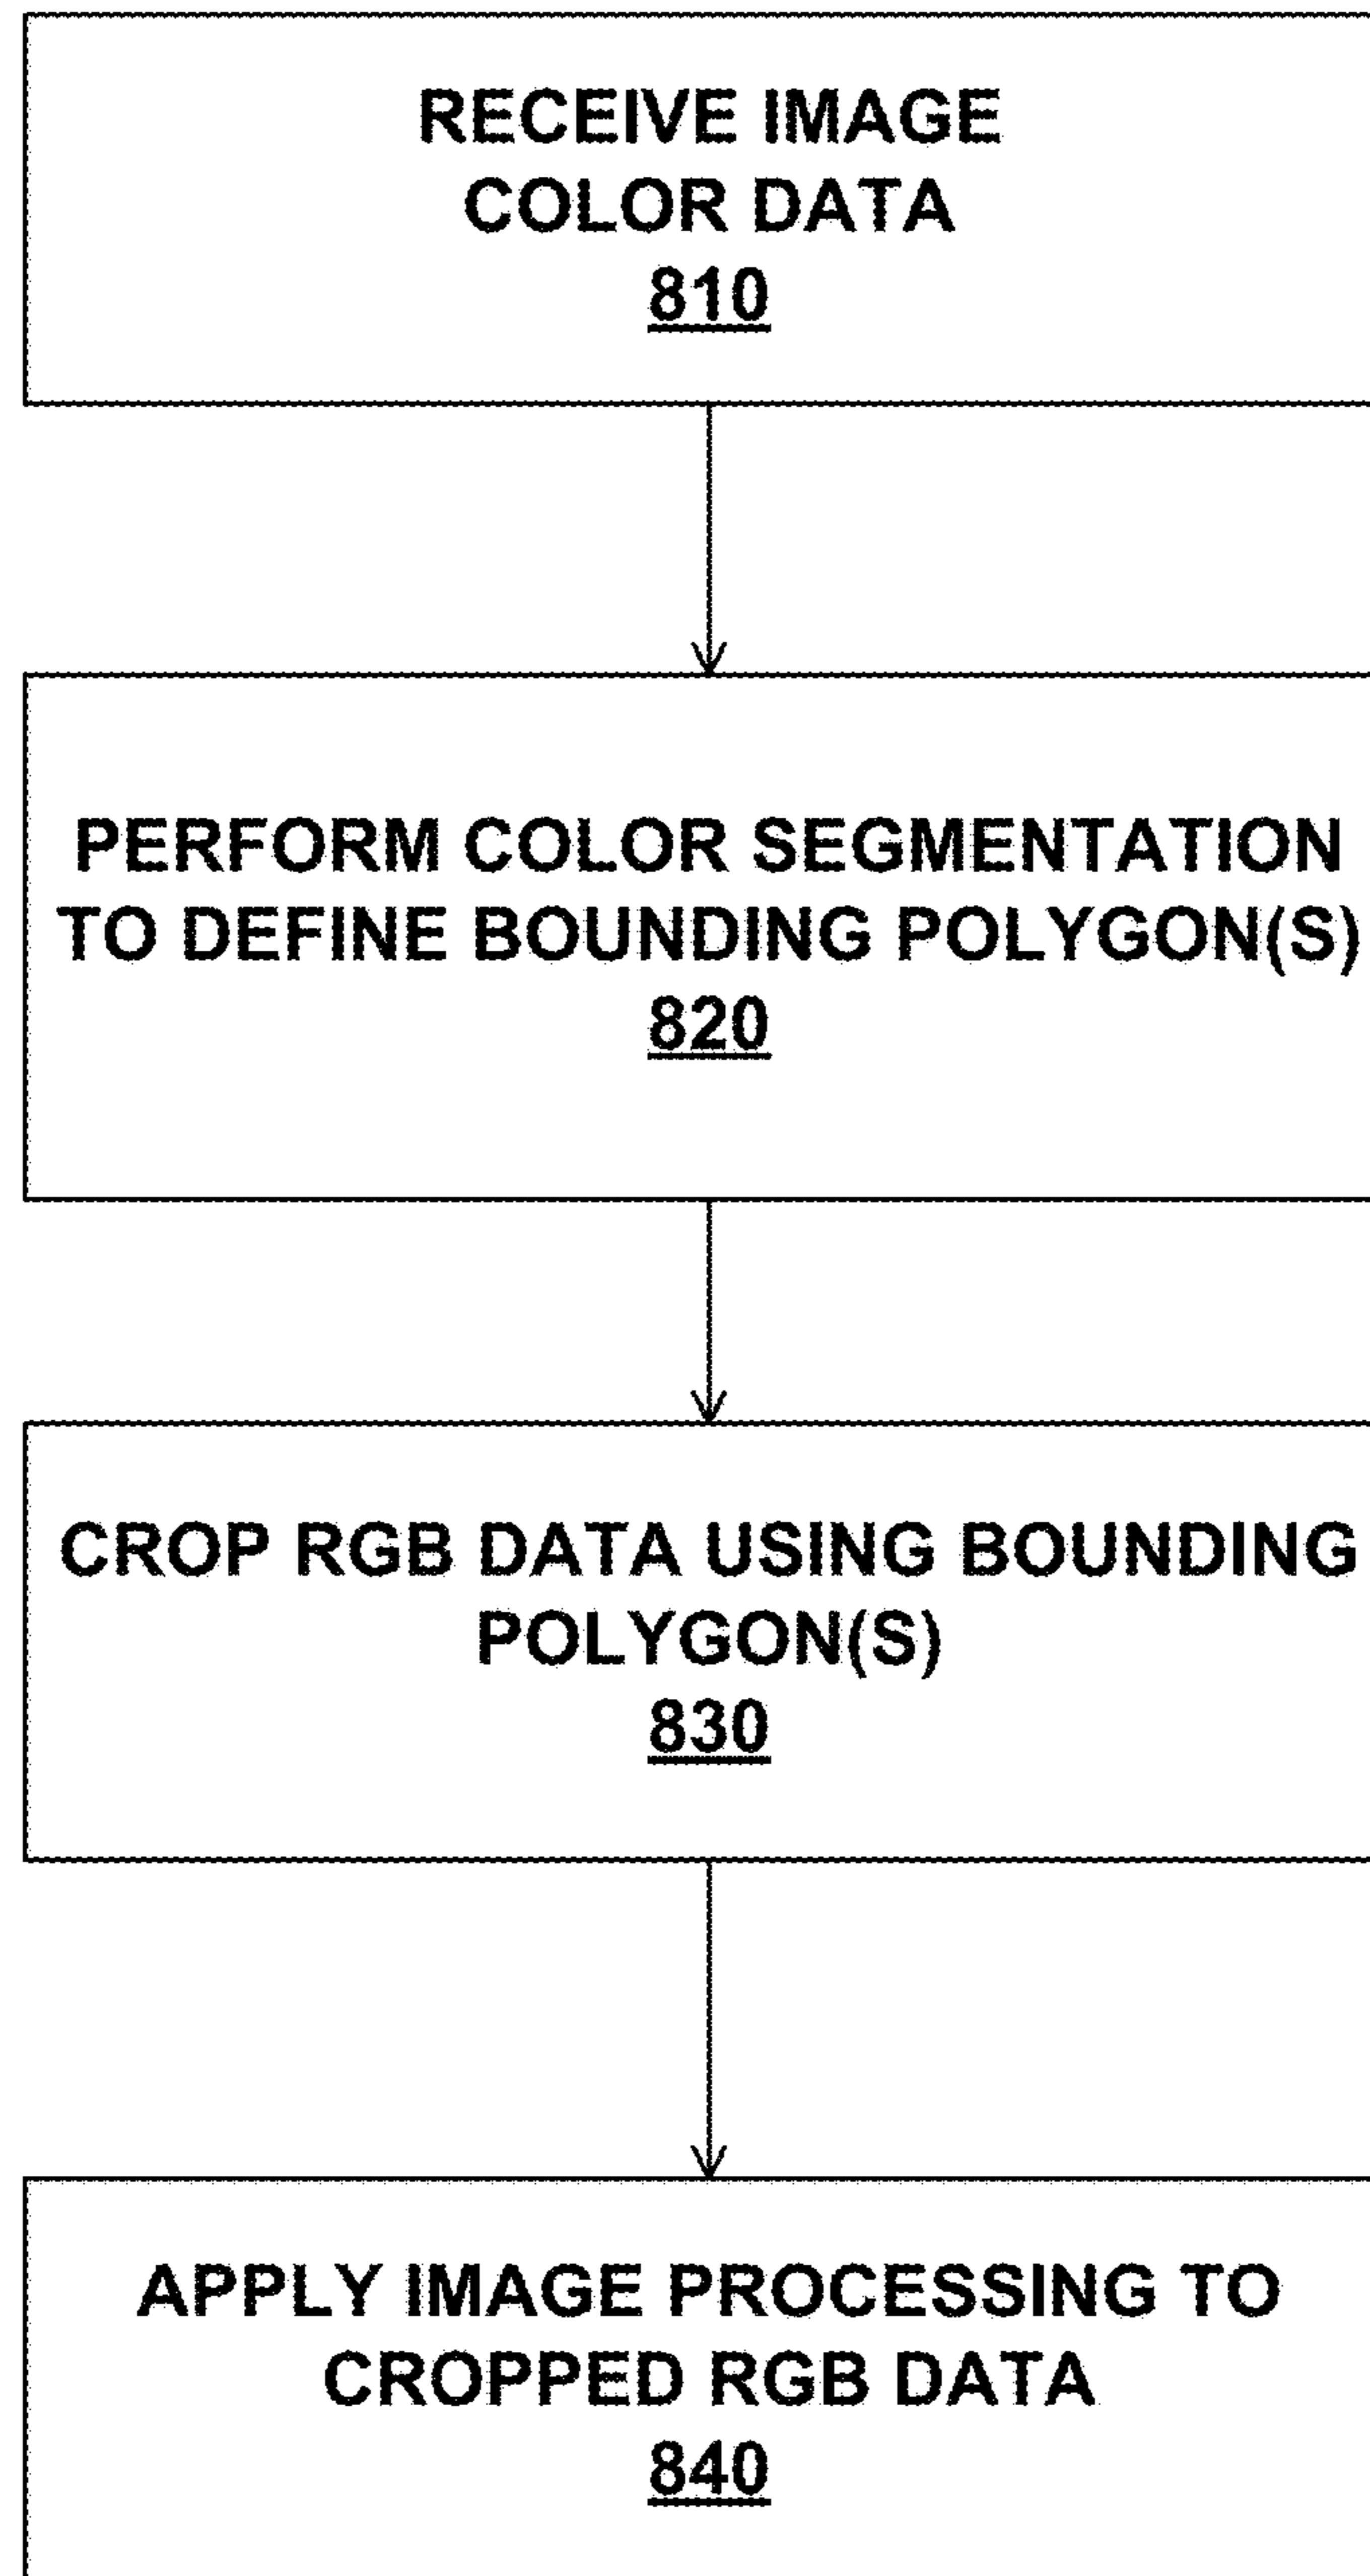 RECEIVE IMAGE
COLOR DATA
810
PERFORM COLOR SEGMENTATION
TO DEFINE BOUNDING POLYGON(S)
820
CROP RGB DATA USING BOUNDING
POLYGON(S)
830
APPLY IMAGE PROCESSING TO
CROPPED RGB DATA
840